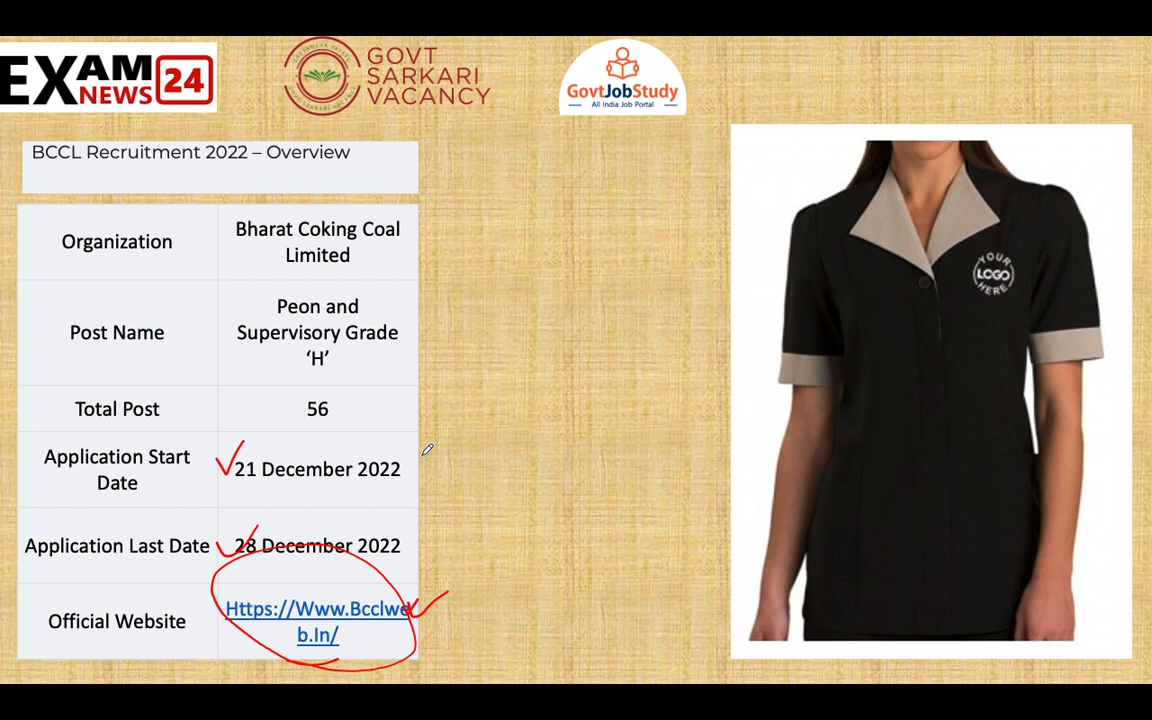 EXAM
NEWS
24
GOVT
SARKARI
VACANCY
GovtJobStudy
All India Job Portal
BCCL Recruitment 2022 – Overview
Organization
Bharat Coking Coal
Limited
Post Name
Peon and
Supervisory Grade
‘H’
Total Post
56
Application Start
Date
21 December 2022
Application Last Date
28 December 2022
Official Website
Https://Www.Bcclwe
b.In/
YOUR
LOGO
HERE